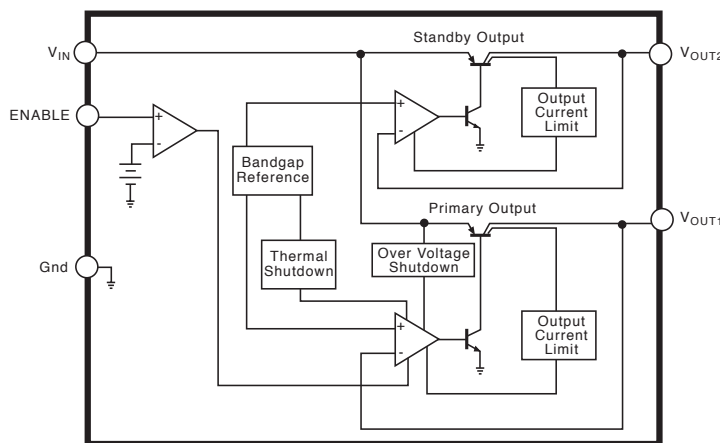 Standby Output
VIN
VOUT2
ENABLE
+
-
+
-
Output
Current
Limit
Bandgap
Reference
Primary Output
VOUT1
Gnd
Thermal
Shutdown
Over Voltage
Shutdown
+
-
Output
Current
Limit